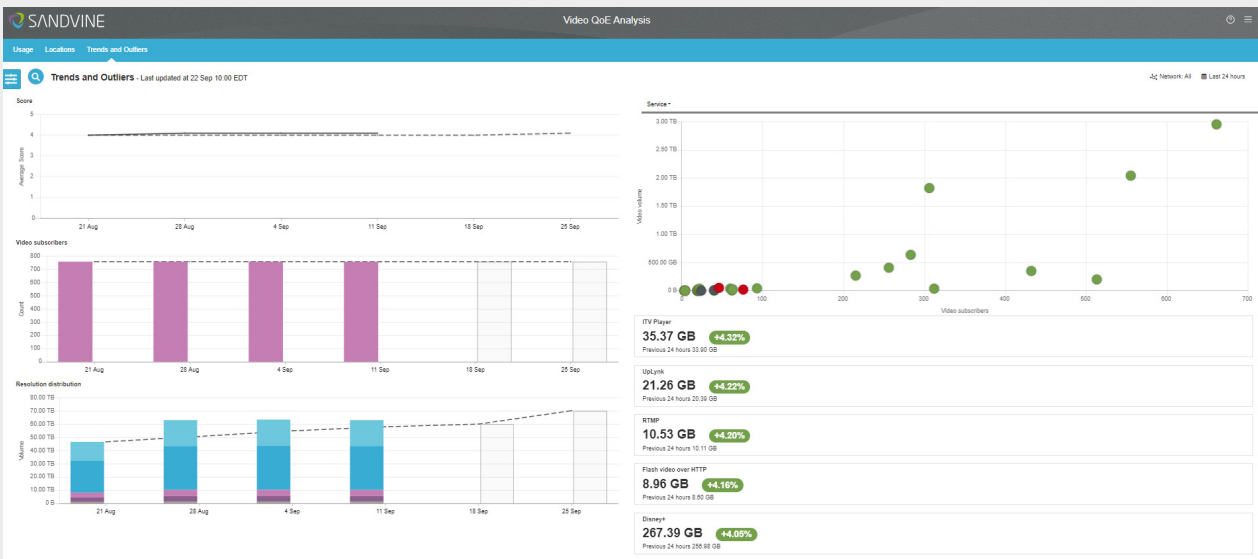 SANDVINE
Video QoE Analysis
Usage Locations Trends and Outliers
Trends and Outliers - Last updated at 22 Sep 10:00 EDT
Network: All Last 24 hours
Score
5
4
3
2
1
0
Average Score
21 Aug 28 Aug 4 Sep 11 Sep 18 Sep 25 Sep
Video subscribers
800
700
600
500
400
300
200
100
0
Count
21 Aug 28 Aug 4 Sep 11 Sep 18 Sep 25 Sep
Resolution distribution
80.00 TB
70.00 TB
60.00 TB
50.00 TB
40.00 TB
30.00 TB
20.00 TB
10.00 TB
0 B
Volume
21 Aug 28 Aug 4 Sep 11 Sep 18 Sep 25 Sep
Service
3.00 TB
2.50 TB
2.00 TB
1.50 TB
1.00 TB
500.00 GB
0 B
Video volume
0 100 200 300 400 500 600 700
Video subscribers
ITV Player
35.37 GB +4.32%
Previous 24 hours 33.90 GB
UpLynk
21.26 GB +4.22%
Previous 24 hours 20.39 GB
RTMP
10.53 GB +4.20%
Previous 24 hours 10.11 GB
Flash video over HTTP
8.96 GB +4.16%
Previous 24 hours 8.60 GB
Disney+
267.39 GB +4.05%
Previous 24 hours 256.98 GB